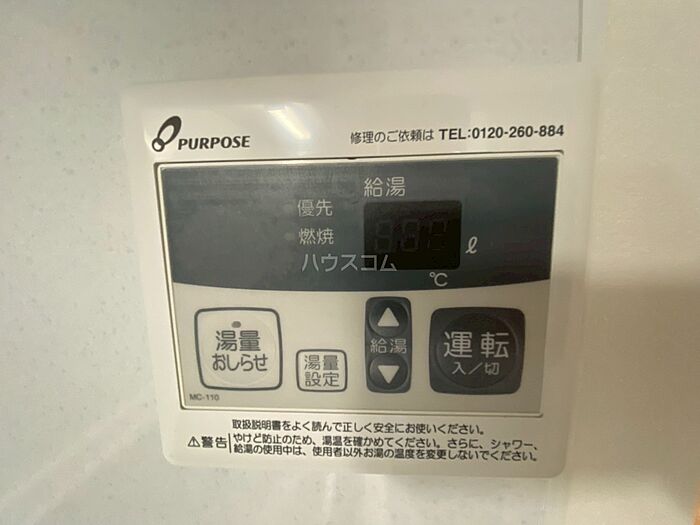 PURPOSE
修理のご依頼は TEL:0120-260-884
給湯
優先
燃焼
ℓ
ハウスコム
℃
湯量
おしらせ
湯量
設定
給湯
運転
入/切
MC-110
取扱説明書をよく読んで正しく安全にお使いください。
⚠警告 やけど防止のため、湯温を確かめてください。さらに、シャワー、
給湯の使用中は、使用者以外お湯の温度を変更しないでください。